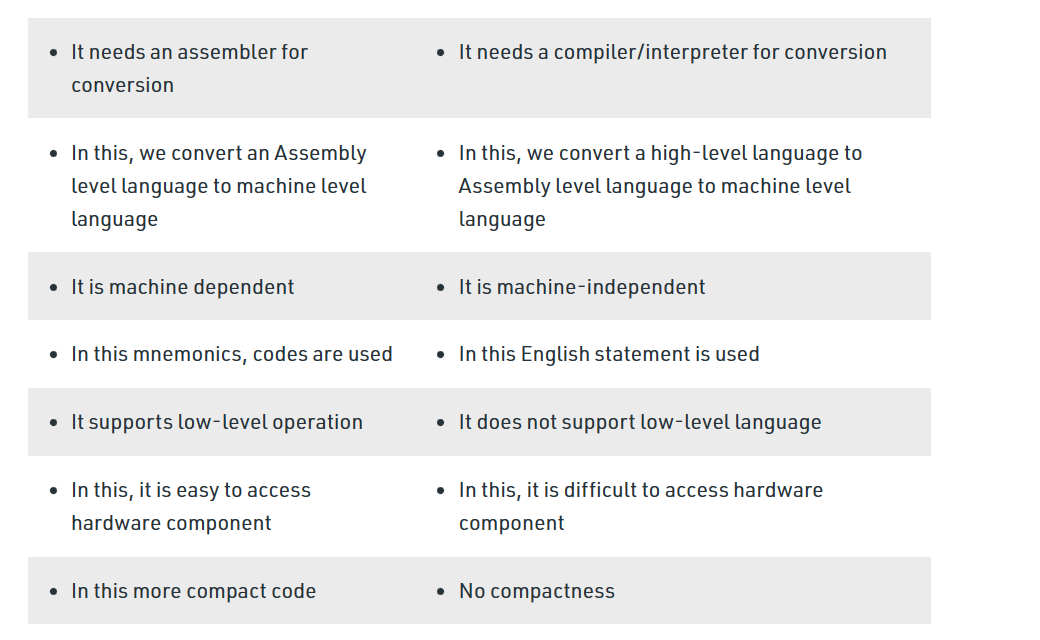 • It needs an assembler for
conversion
• It needs a compiler/interpreter for conversion
• In this, we convert an Assembly
level language to machine level
language
• In this, we convert a high-level language to
Assembly level language to machine level
language
• It is machine dependent
• It is machine-independent
• In this mnemonics, codes are used
• In this English statement is used
• It supports low-level operation
• It does not support low-level language
• In this, it is easy to access
hardware component
• In this, it is difficult to access hardware
component
• In this more compact code
• No compactness